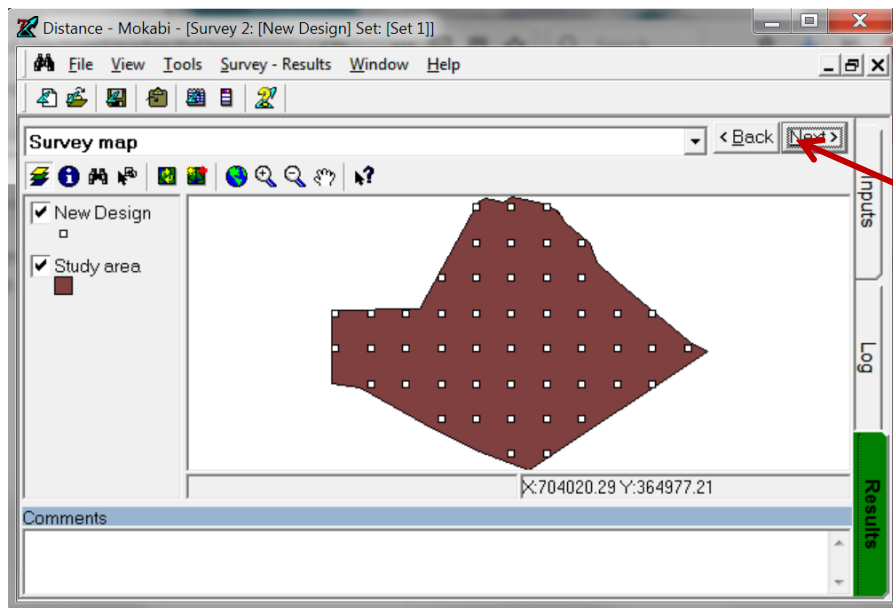 Distance - Mokabi - [Survey 2: [New Design] Set: [Set 1]]
File View Tools Survey - Results Window Help
Survey map
< Back Next >
New Design
Study area
Inputs
Log
Results
X:704020.29 Y:364977.21
Comments